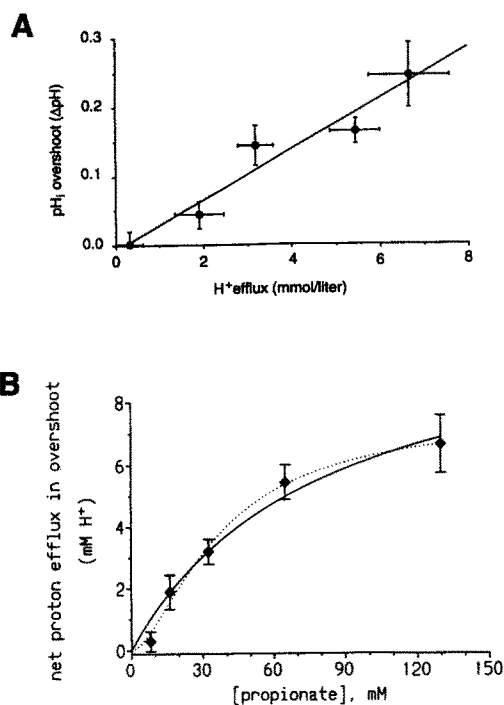 A
0.3
0.2
0.1
0.0
pHi overshoot (ΔpH)
0 2 4 6 8
H+efflux (mmol/liter)
B
8
6
4
2
0
net proton efflux in overshoot
(mM H+)
0 30 60 90 120 150
[propionate], mM